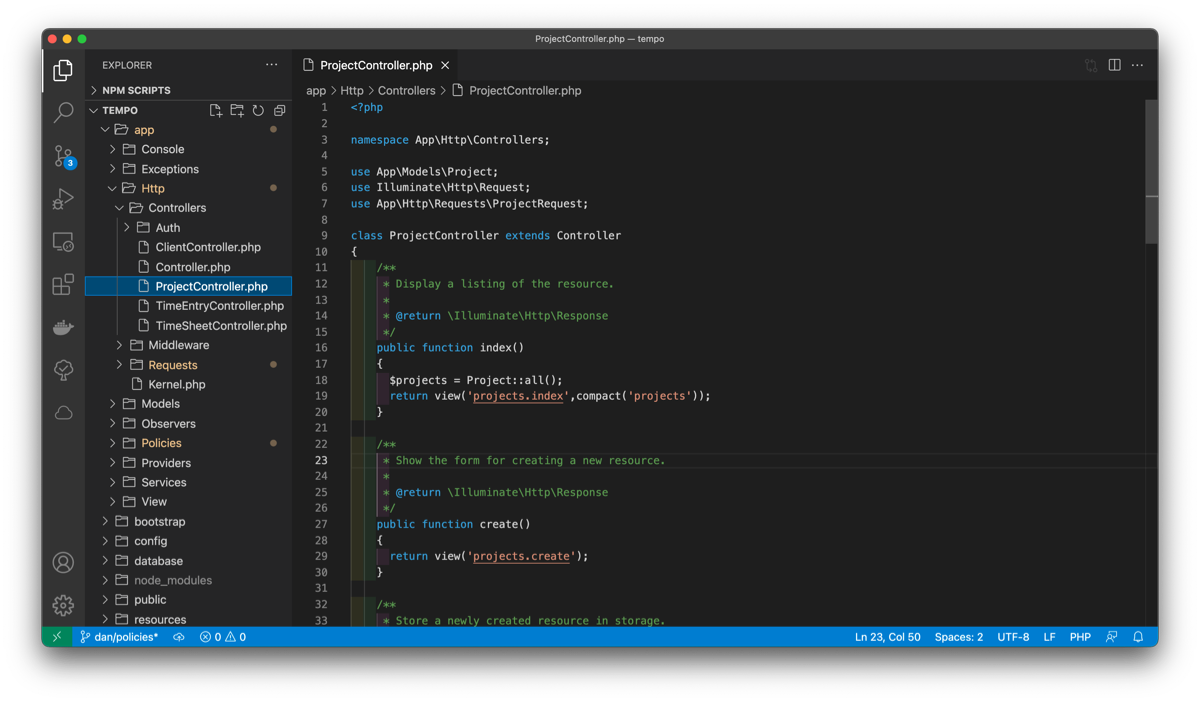 ProjectController.php — tempo
EXPLORER
NPM SCRIPTS
TEMPO
app
Console
Exceptions
Http
Controllers
Auth
ClientController.php
Controller.php
ProjectController.php
TimeEntryController.php
TimeSheetController.php
Middleware
Requests
Kernel.php
Models
Observers
Policies
Providers
Services
View
bootstrap
config
database
node_modules
public
resources
3
ProjectController.php
app > Http > Controllers > ProjectController.php
1 <?php
2
3 namespace App\Http\Controllers;
4
5 use App\Models\Project;
6 use Illuminate\Http\Request;
7 use App\Http\Requests\ProjectRequest;
8
9 class ProjectController extends Controller
10 {
11 /**
12 * Display a listing of the resource.
13 *
14 * @return \Illuminate\Http\Response
15 */
16 public function index()
17 {
18 $projects = Project::all();
19 return view('projects.index',compact('projects'));
20 }
21
22 /**
23 * Show the form for creating a new resource.
24 *
25 * @return \Illuminate\Http\Response
26 */
27 public function create()
28 {
29 return view('projects.create');
30 }
31
32 /**
33 * Store a newly created resource in storage.
dan/policies* 0 0 Ln 23, Col 50 Spaces: 2 UTF-8 LF PHP